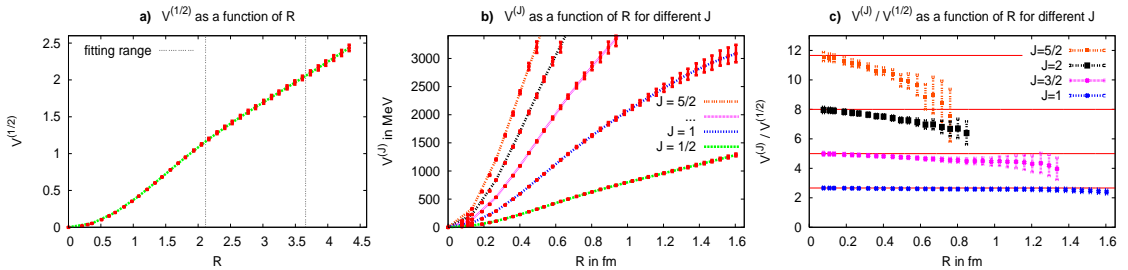 a) V(1/2) as a function of R
fitting range
V(1/2)
2.5
2
1.5
1
0.5
0
0 0.5 1 1.5 2 2.5 3 3.5 4 4.5
R
b) V(J) as a function of R for different J
V(J) in MeV
3000
2500
2000
1500
1000
500
0
J = 5/2
...
J = 1
J = 1/2
0 0.2 0.4 0.6 0.8 1 1.2 1.4 1.6
R in fm
c) V(J) / V(1/2) as a function of R for different J
V(J) / V(1/2)
12
10
8
6
4
2
0
J=5/2
J=2
J=3/2
J=1
0 0.2 0.4 0.6 0.8 1 1.2 1.4 1.6
R in fm